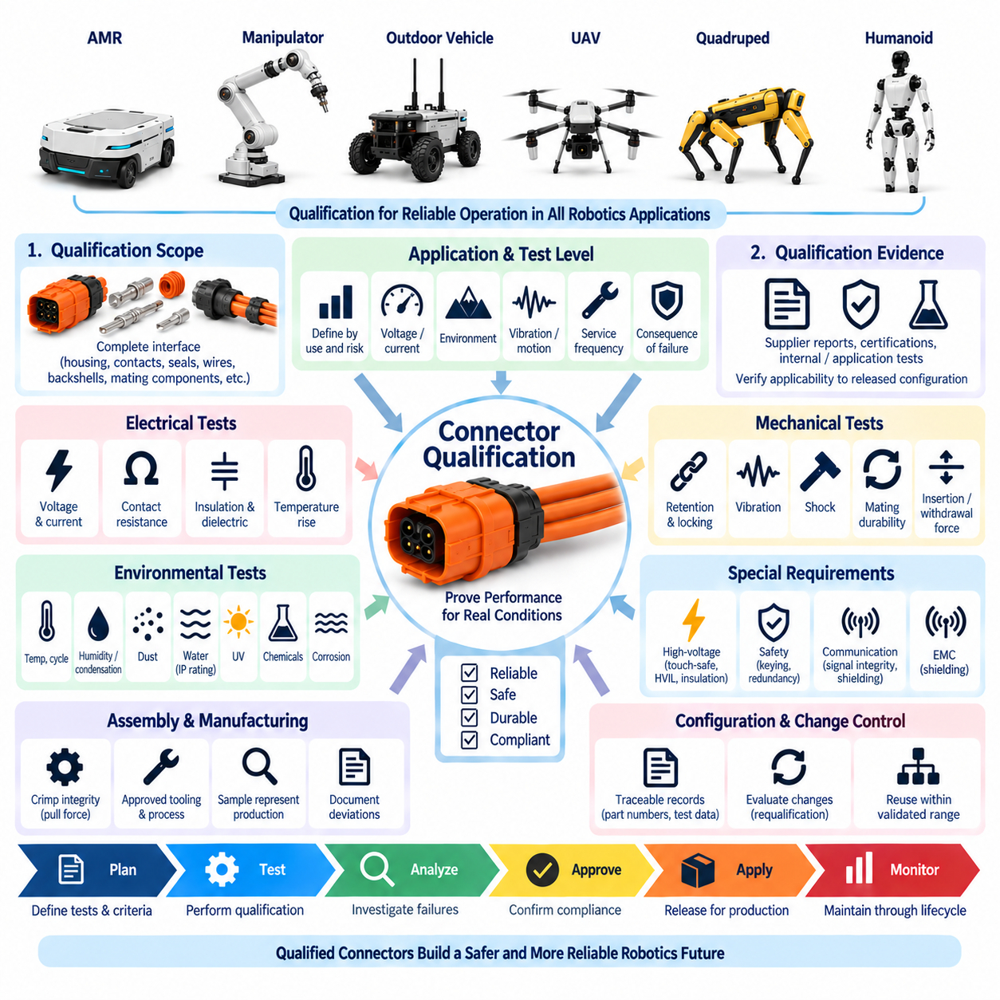 AMR
Manipulator
Outdoor Vehicle
UAV
Quadruped
Humanoid
Qualification for Reliable Operation in All Robotics Applications
1. Qualification Scope
Complete interface
(housing, contacts, seals, wires,
backshells, mating components, etc.)
Application & Test Level
Define by
use and risk
Voltage /
current
Environment
Vibration /
motion
Service
frequency
Consequence
of failure
2. Qualification Evidence
Supplier reports, certifications,
internal / application tests
Verify applicability to released configuration
Electrical Tests
Voltage
& current
Contact
resistance
Insulation &
dielectric
Temperature
rise
Connector
Qualification
Prove Performance
for Real Conditions
Reliable
Safe
Durable
Compliant
Mechanical Tests
Retention
& locking
Vibration
Shock
Mating
durability
Insertion /
withdrawal
force
Environmental Tests
Temp, cycle
Humidity /
condensation
Dust
Water
(IP rating)
UV
Chemicals
Corrosion
Special Requirements
High-voltage
(touch-safe,
HVIL, insulation)
Safety
(keying,
redundancy)
Communication
(signal integrity,
shielding)
EMC
(shielding)
Assembly & Manufacturing
Crimp integrity
(pull force)
Approved tooling
& process
Sample represent
production
Document
deviations
Configuration & Change Control
Traceable records
(part numbers, test data)
Evaluate changes
(requalification)
Reuse within
validated range
Plan
Test
Analyze
Approve
Apply
Monitor
Define tests & criteria
Perform qualification
Investigate failures
Confirm compliance
Release for production
Maintain through lifecycle
Qualified Connectors Build a Safer and More Reliable Robotics Future